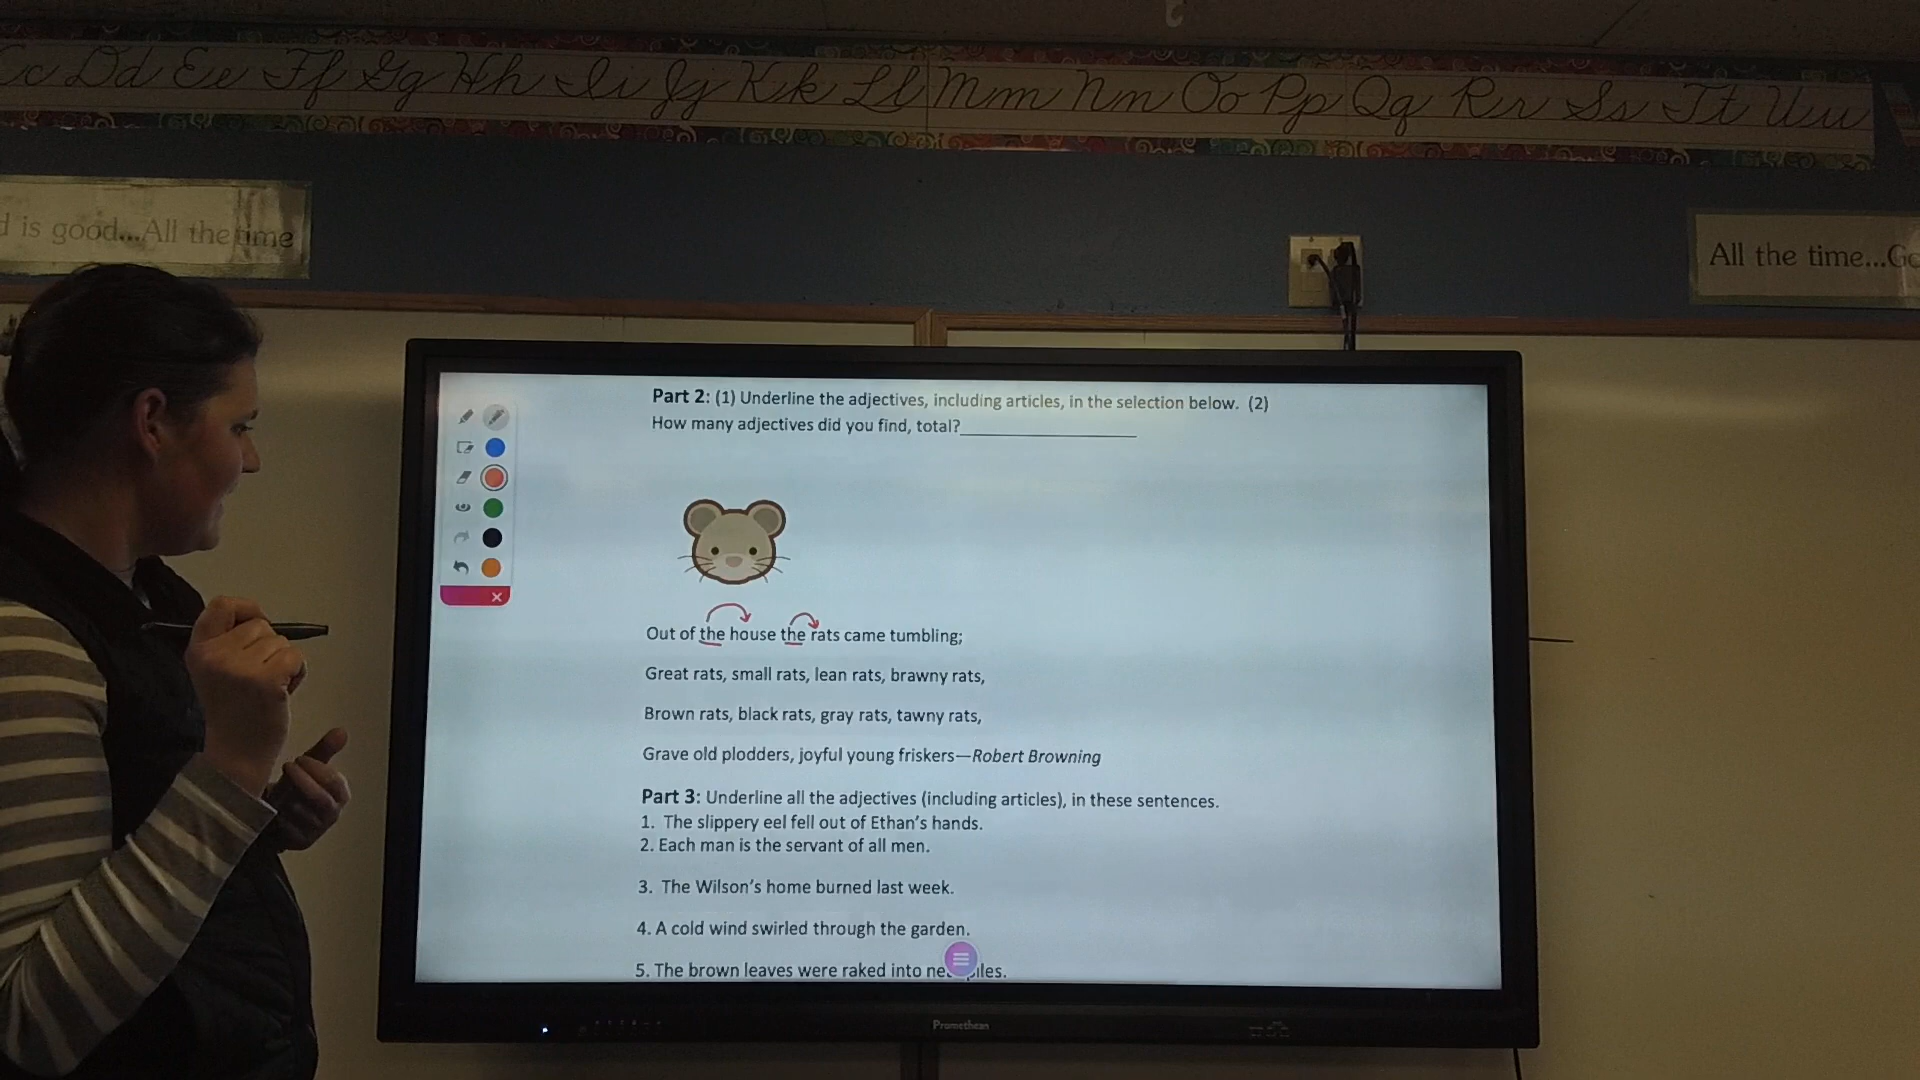 Cc Dd Ee Ff Gg Hh Ii Jj Kk Ll Mm Nn Oo Pp Qq Rr Ss Tt Uu
is good...All the time
All the time...Go
Part 2: (1) Underline the adjectives, including articles, in the selection below. (2)
How many adjectives did you find, total?
Out of the house the rats came tumbling;
Great rats, small rats, lean rats, brawny rats,
Brown rats, black rats, gray rats, tawny rats,
Grave old plodders, joyful young friskers—Robert Browning
Part 3: Underline all the adjectives (including articles), in these sentences.
1. The slippery eel fell out of Ethan's hands.
2. Each man is the servant of all men.
3. The Wilson's home burned last week.
4. A cold wind swirled through the garden.
5. The brown leaves were raked into
Promethean